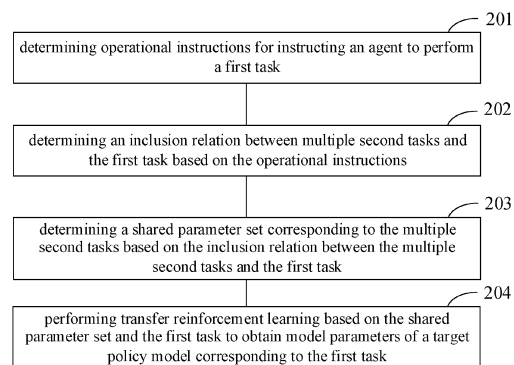 201
determining operational instructions for instructing an agent to perform
a first task
202
determining an inclusion relation between multiple second tasks and
the first task based on the operational instructions
203
determining a shared parameter set corresponding to the multiple
second tasks based on the inclusion relation between the multiple
second tasks and the first task
204
performing transfer reinforcement learning based on the shared
parameter set and the first task to obtain model parameters of a target
policy model corresponding to the first task